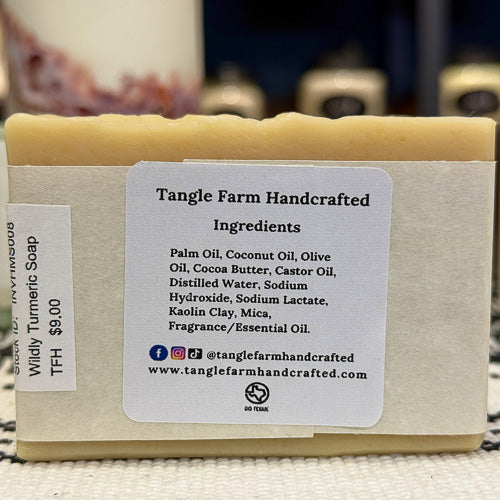 Tangle Farm Handcrafted
Ingredients
Palm Oil, Coconut Oil, Olive
Oil, Cocoa Butter, Castor Oil,
Distilled Water, Sodium
Hydroxide, Sodium Lactate,
Kaolin Clay, Mica,
Fragrance/Essential Oil.
@tanglefarmhandcrafted
www.tanglefarmhandcrafted.com
GO TEXAN.
Stock ID: INVHMS008
Wildly Turmeric Soap
TFH $9.00